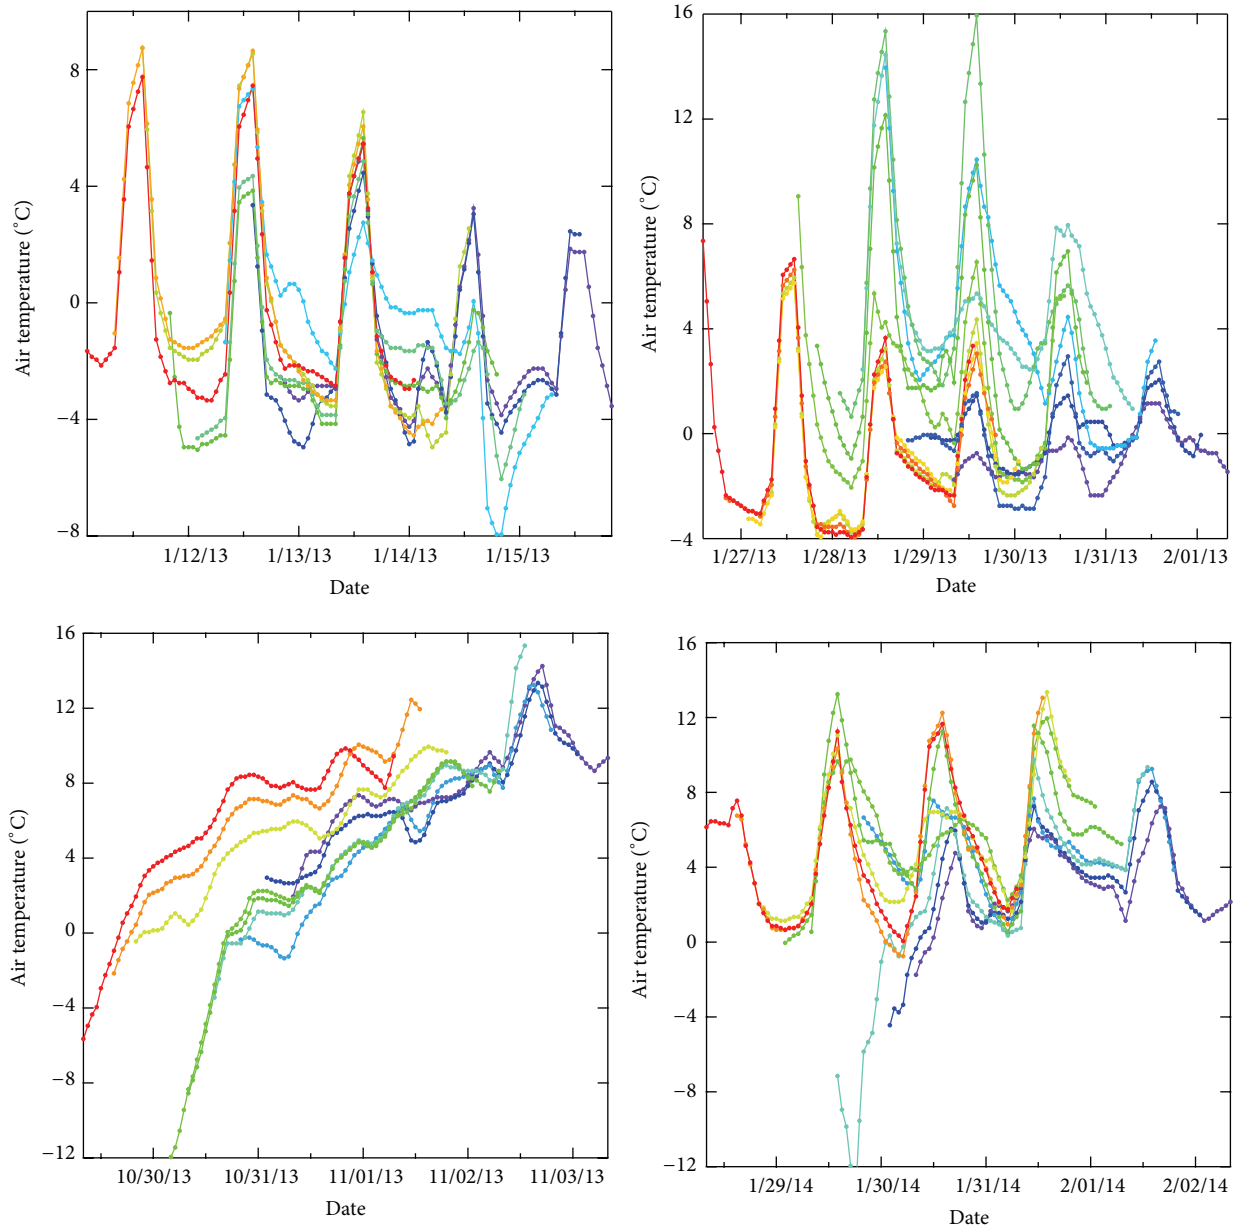 8
4
0
−4
−8
Air temperature (°C)
1/12/13 1/13/13 1/14/13 1/15/13
Date
16
12
8
4
0
−4
Air temperature (°C)
1/27/13 1/28/13 1/29/13 1/30/13 1/31/13 2/01/13
Date
16
12
8
4
0
−4
−8
−12
Air temperature (°C)
10/30/13 10/31/13 11/01/13 11/02/13 11/03/13
Date
16
12
8
4
0
−4
−8
−12
Air temperature (°C)
1/29/14 1/30/14 1/31/14 2/01/14 2/02/14
Date